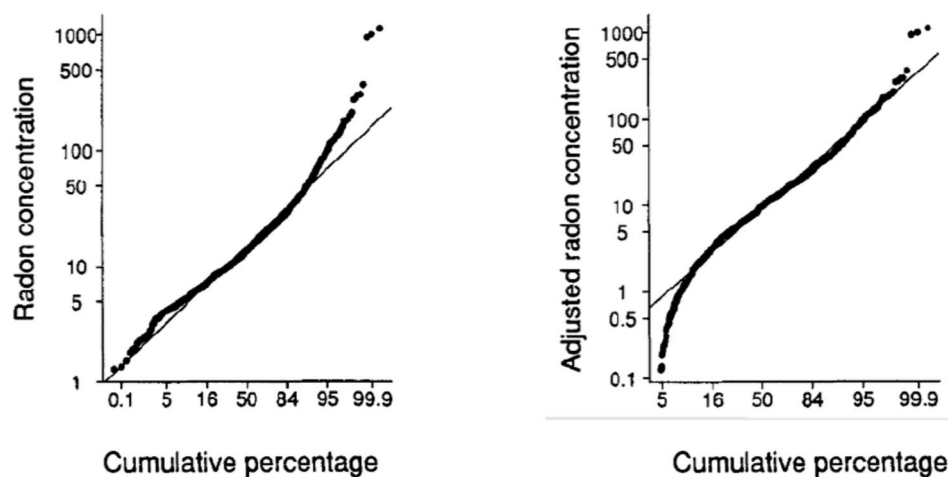 Radon concentration
1000
500
100
50
10
5
1
0.1 5 16 50 84 95 99.9
Cumulative percentage
Adjusted radon concentration
1000
500
100
50
10
5
1
0.5
0.1
5 16 50 84 95 99.9
Cumulative percentage